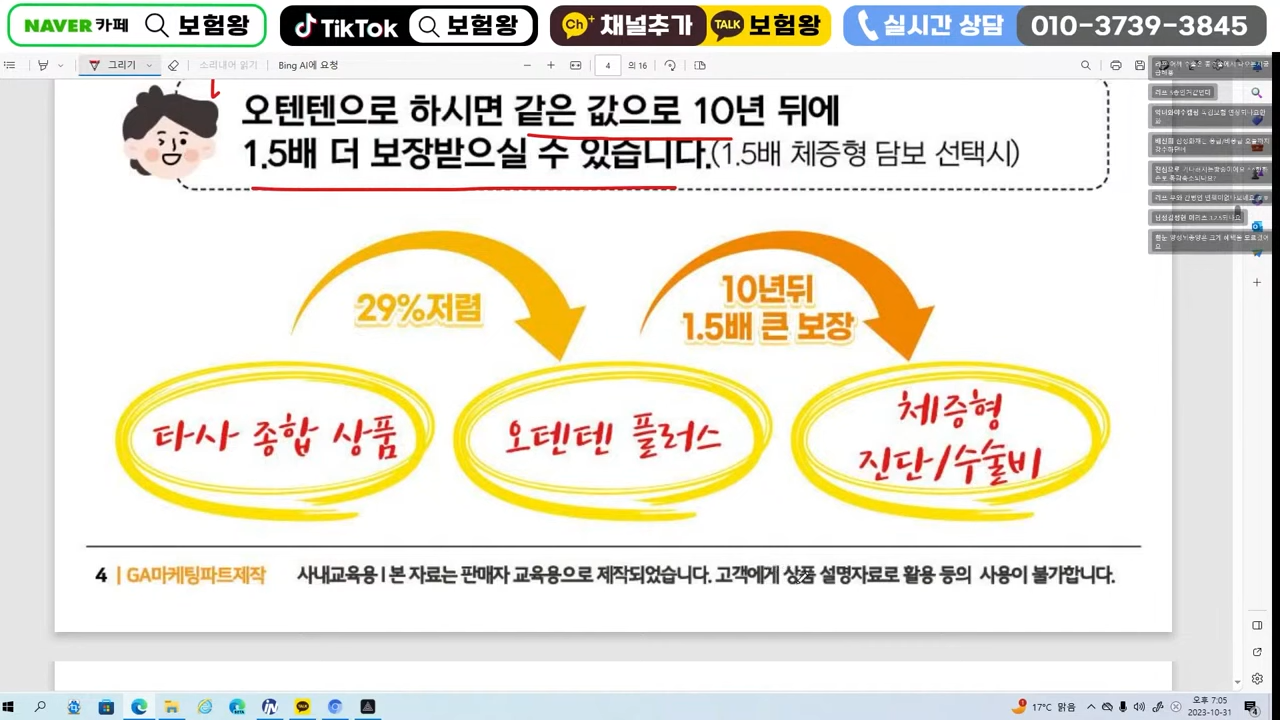 NAVER 카페 보험왕
TikTok 보험왕
Ch+ 채널추가 TALK 보험왕
실시간 상담 010-3739-3845
그리기 소리내어 읽기 Bing AI에 요청 4 의 16
오텐텐으로 하시면 같은 값으로 10년 뒤에
1.5배 더 보장받으실 수 있습니다.(1.5배 체증형 담보 선택시)
29%저렴
10년뒤
1.5배 큰 보장
타사 종합 상품
오텐텐 플러스
체증형
진단/수술비
4 | GA마케팅파트제작 사내교육용 I 본 자료는 판매자 교육용으로 제작되었습니다. 고객에게 상품 설명자료로 활용 등의 사용이 불가합니다.
17°C 맑음
오후 7:05
2023-10-31